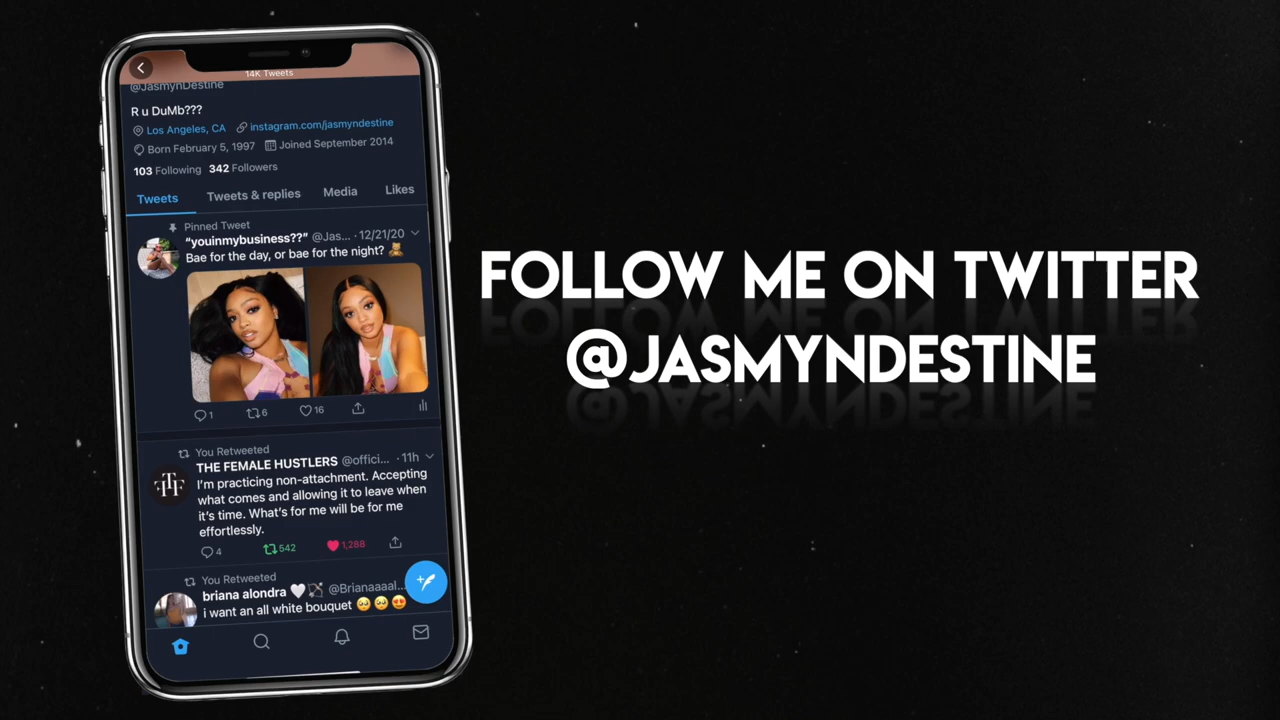 14K Tweets
@JasmynDestine
R u DuMb???
Los Angeles, CA instagram.com/jasmyndestine
Born February 5, 1997 Joined September 2014
103 Following 342 Followers
Tweets Tweets & replies Media Likes
Pinned Tweet
“youinmybusiness??” @Jas... · 12/21/20
Bae for the day, or bae for the night? 🧸
1 6 16
You Retweeted
THE FEMALE HUSTLERS @offici... · 11h
I'm practicing non-attachment. Accepting
what comes and allowing it to leave when
it's time. What's for me will be for me
effortlessly.
4 542 1,288
You Retweeted
briana alondra 🤍🏹 @Brianaaaal...
i want an all white bouquet 🥺🥺😍
FOLLOW ME ON TWITTER
@JASMYNDESTINE